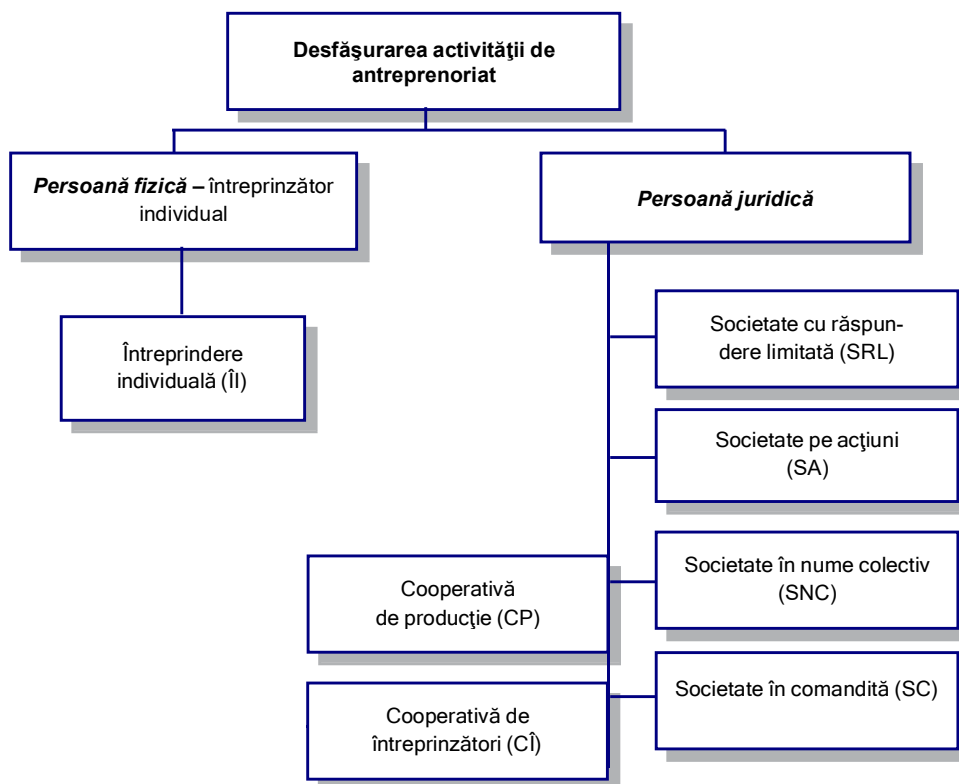 Desfăşurarea activităţii de
antreprenoriat
Persoană fizică – întreprinzător
individual
Persoană juridică
Întreprindere
individuală (ÎI)
Societate cu răspun-
dere limitată (SRL)
Societate pe acţiuni
(SA)
Societate în nume colectiv
(SNC)
Cooperativă
de producţie (CP)
Societate în comandită (SC)
Cooperativă de
întreprinzători (CÎ)